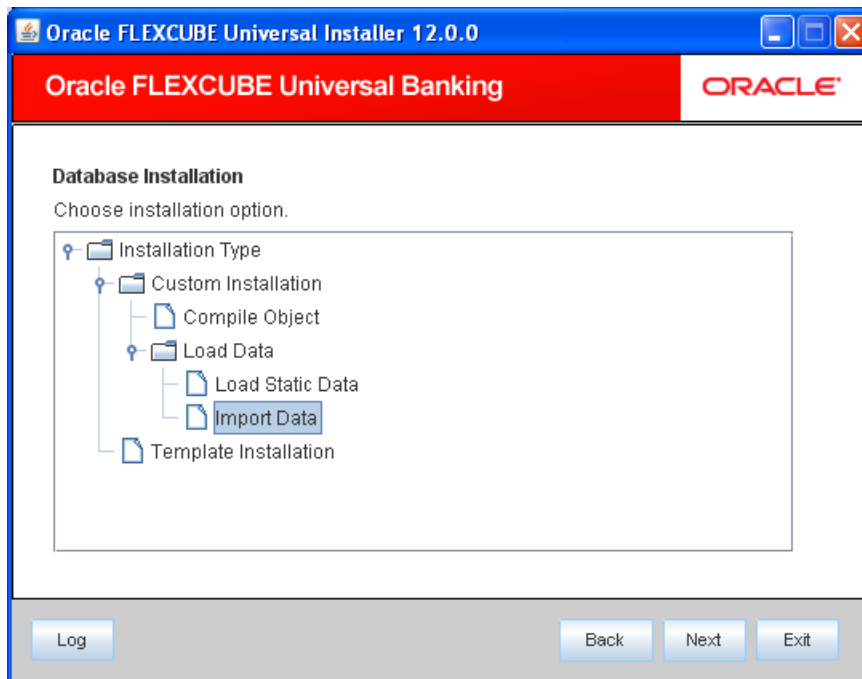 Oracle FLEXCUBE Universal Installer 12.0.0
Oracle FLEXCUBE Universal Banking
ORACLE
Database Installation
Choose installation option.
Installation Type
Custom Installation
Compile Object
Load Data
Load Static Data
Import Data
Template Installation
Log Back Next Exit